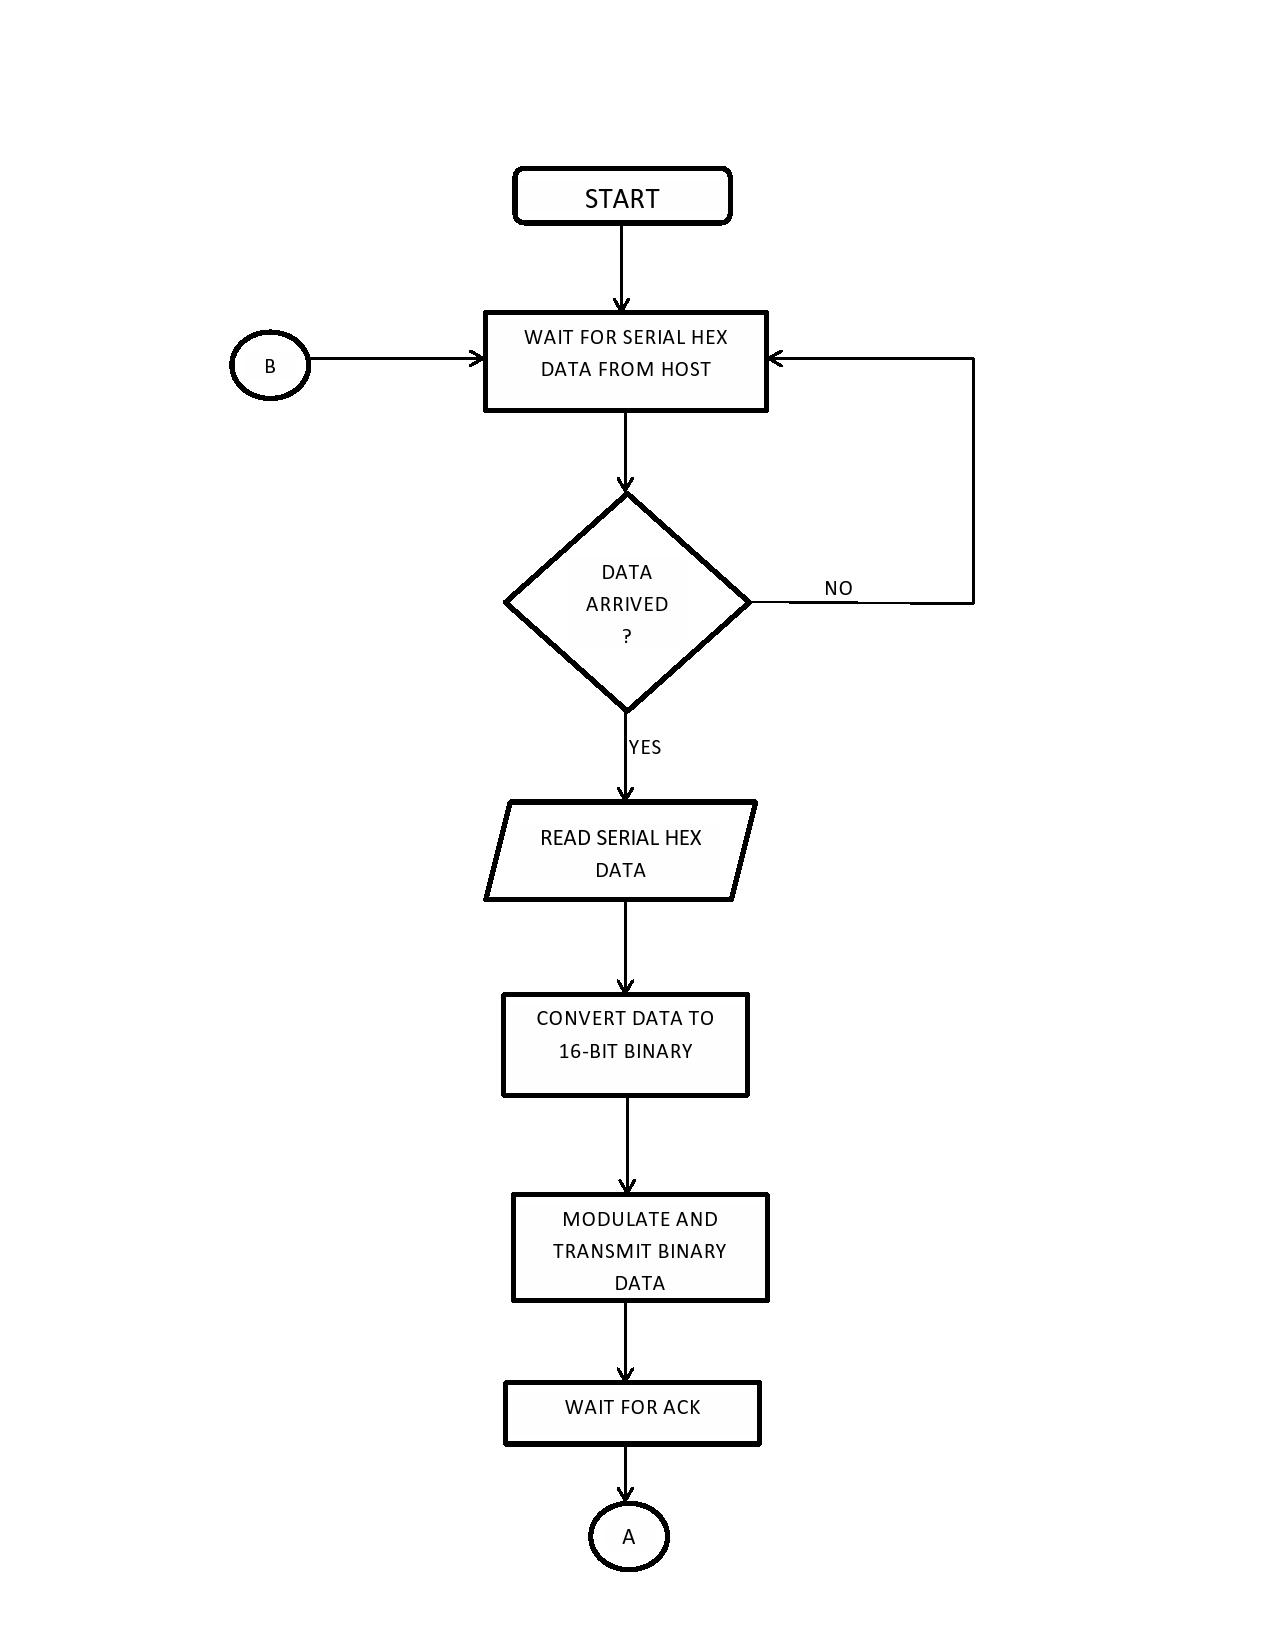 START
WAIT FOR SERIAL HEX
DATA FROM HOST
B
DATA
ARRIVED
?
NO
YES
READ SERIAL HEX
DATA
CONVERT DATA TO
16-BIT BINARY
MODULATE AND
TRANSMIT BINARY
DATA
WAIT FOR ACK
A